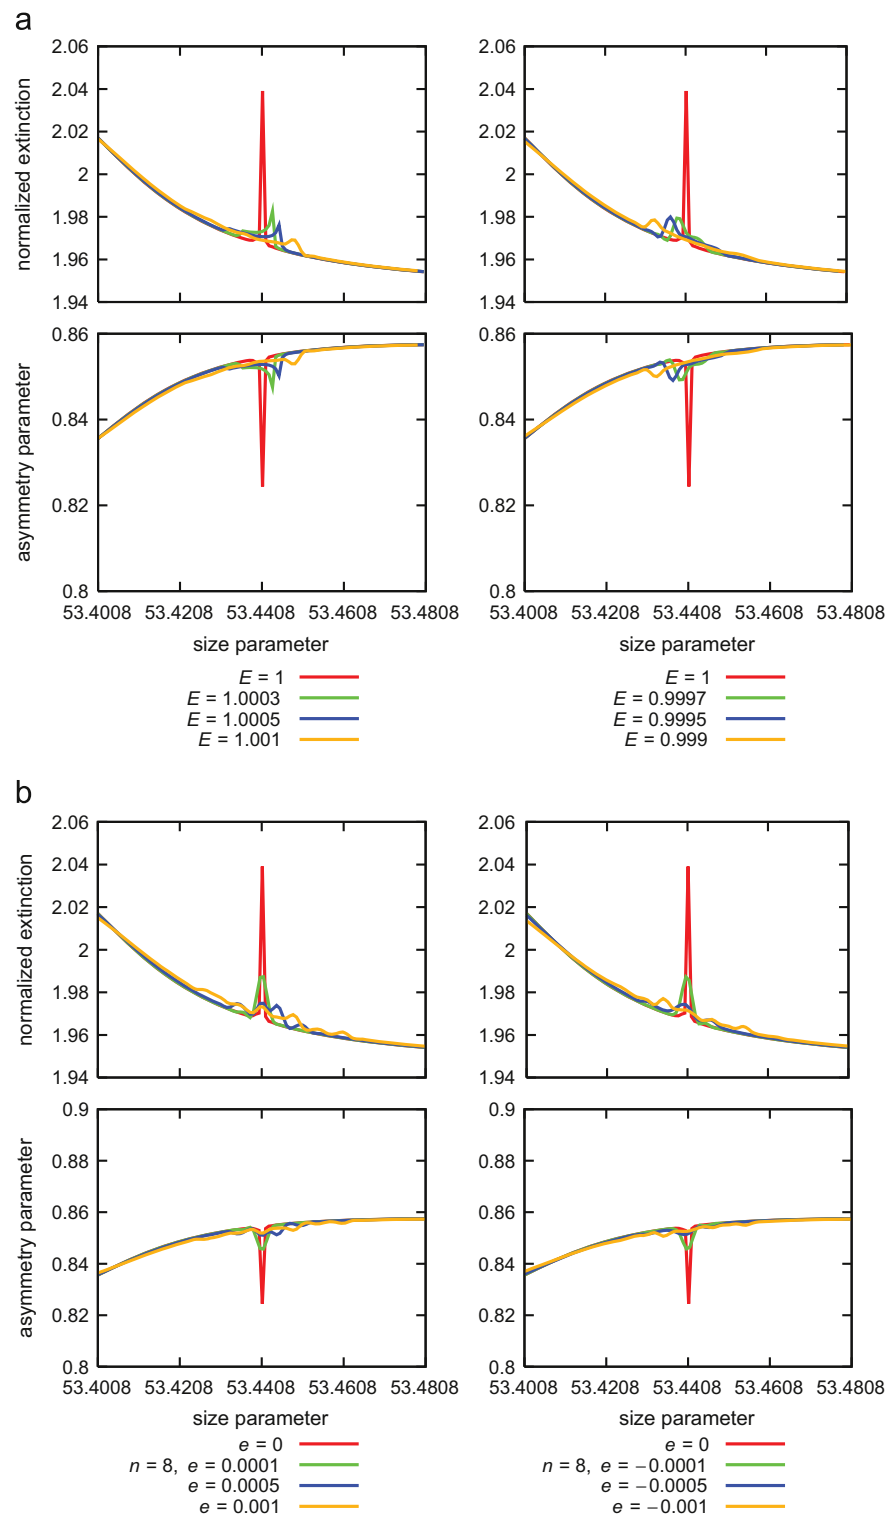 a
2.06 2.06
2.04 2.04
2.02 2.02
2 2
1.98 1.98
1.96 1.96
1.94 1.94
normalized extinction
0.86 0.86
0.84 0.84
0.82 0.82
0.8 0.8
asymmetry parameter
53.4008 53.4208 53.4408 53.4608 53.4808 53.4008 53.4208 53.4408 53.4608 53.4808
size parameter size parameter
E = 1 E = 1
E = 1.0003 E = 0.9997
E = 1.0005 E = 0.9995
E = 1.001 E = 0.999
b
2.06 2.06
2.04 2.04
2.02 2.02
2 2
1.98 1.98
1.96 1.96
1.94 1.94
normalized extinction
0.9 0.9
0.88 0.88
0.86 0.86
0.84 0.84
0.82 0.82
0.8 0.8
asymmetry parameter
53.4008 53.4208 53.4408 53.4608 53.4808 53.4008 53.4208 53.4408 53.4608 53.4808
size parameter size parameter
e = 0 e = 0
n = 8, e = 0.0001 n = 8, e = −0.0001
e = 0.0005 e = −0.0005
e = 0.001 e = −0.001